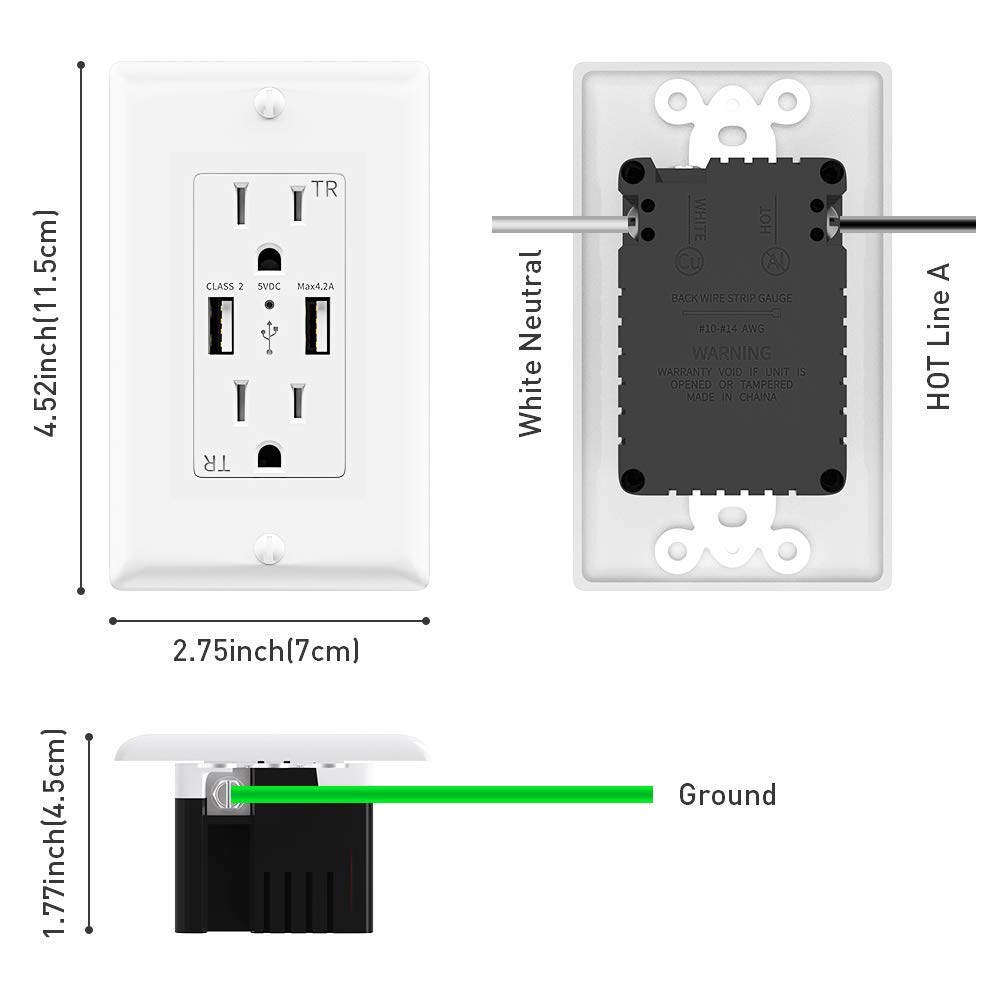 4.52inch(11.5cm)
TR
CLASS 2 5VDC Max4.2A
TR
2.75inch(7cm)
White Neutral
WHITE
HOT
Cu
Al
BACK WIRE STRIP GAUGE
#10-#14 AWG
WARNING
WARRANTY VOID IF UNIT IS
OPENED OR TAMPERED
MADE IN CHAINA
HOT Line A
1.77inch(4.5cm)
Ground